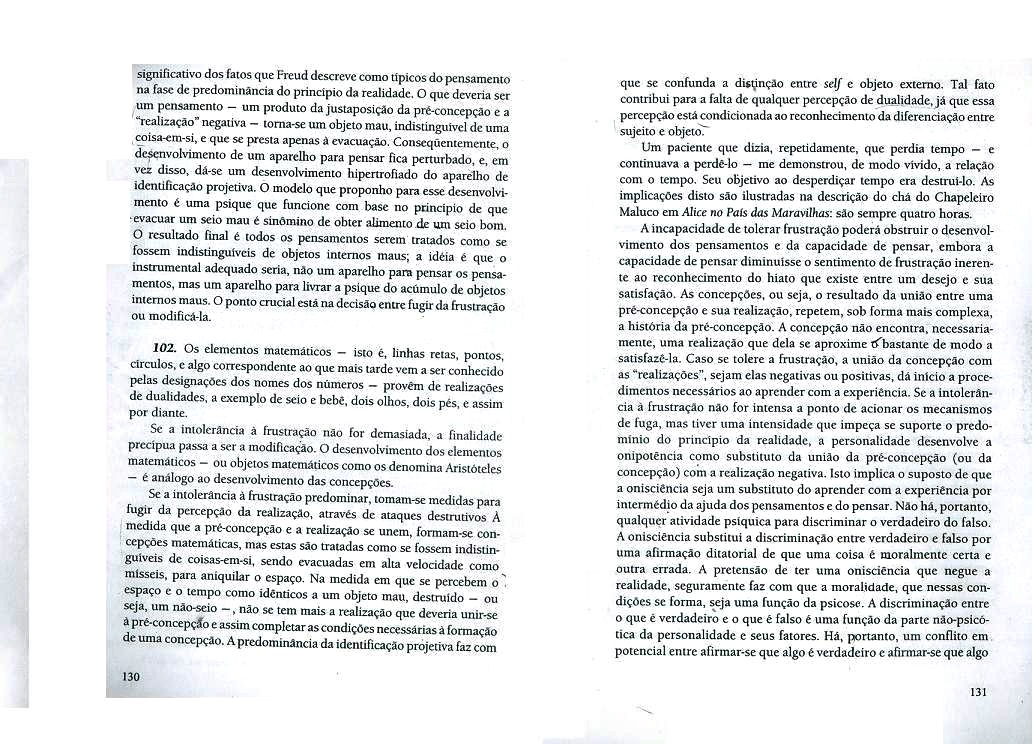 significativo dos fatos que Freud descreve como típicos do pensamento
na fase de predominância do princípio da realidade. O que deveria ser
um pensamento — um produto da justaposição da pré-concepção e a
"realização" negativa — torna-se um objeto mau, indistinguível de uma
coisa-em-si, e que se presta apenas à evacuação. Conseqüentemente, o
desenvolvimento de um aparelho para pensar fica perturbado, e, em
vez disso, dá-se um desenvolvimento hipertrofiado do aparelho de
identificação projetiva. O modelo que proponho para esse desenvolvi-
mento é uma psique que funcione com base no princípio de que
evacuar um seio mau é sinômino de obter alimento de um seio bom.
O resultado final é todos os pensamentos serem tratados como se
fossem indistinguíveis de objetos internos maus; a idéia é que o
instrumental adequado seria, não um aparelho para pensar os pensa-
mentos, mas um aparelho para livrar a psique do acúmulo de objetos
internos maus. O ponto crucial está na decisão entre fugir da frustração
ou modificá-la.
102. Os elementos matemáticos — isto é, linhas retas, pontos,
círculos, e algo correspondente ao que mais tarde vem a ser conhecido
pelas designações dos nomes dos números — provêm de realizações
de dualidades, a exemplo de seio e bebê, dois olhos, dois pés, e assim
por diante.
Se a intolerância à frustração não for demasiada, a finalidade
precípua passa a ser a modificação. O desenvolvimento dos elementos
matemáticos — ou objetos matemáticos como os denomina Aristóteles
— é análogo ao desenvolvimento das concepções.
Se a intolerância à frustração predominar, tomam-se medidas para
fugir da percepção da realização, através de ataques destrutivos À
medida que a pré-concepção e a realização se unem, formam-se con-
cepções matemáticas, mas estas são tratadas como se fossem indistin-
guíveis de coisas-em-si, sendo evacuadas em alta velocidade como
mísseis, para aniquilar o espaço. Na medida em que se percebem o
espaço e o tempo como idênticos a um objeto mau, destruído — ou
seja, um não-seio —, não se tem mais a realização que deveria unir-se
à pré-concepção e assim completar as condições necessárias à formação
de uma concepção. A predominância da identificação projetiva faz com
130
que se confunda a distinção entre self e objeto externo. Tal fato
contribui para a falta de qualquer percepção de dualidade, já que essa
percepção está condicionada ao reconhecimento da diferenciação entre
sujeito e objeto.
Um paciente que dizia, repetidamente, que perdia tempo — e
continuava a perdê-lo — me demonstrou, de modo vívido, a relação
com o tempo. Seu objetivo ao desperdiçar tempo era destruí-lo. As
implicações disto são ilustradas na descrição do chá do Chapeleiro
Maluco em Alice no País das Maravilhas: são sempre quatro horas.
A incapacidade de tolerar frustração poderá obstruir o desenvol-
vimento dos pensamentos e da capacidade de pensar, embora a
capacidade de pensar diminuísse o sentimento de frustração ineren-
te ao reconhecimento do hiato que existe entre um desejo e sua
satisfação. As concepções, ou seja, o resultado da união entre uma
pré-concepção e sua realização, repetem, sob forma mais complexa,
a história da pré-concepção. A concepção não encontra, necessaria-
mente, uma realização que dela se aproxime o bastante de modo a
satisfazê-la. Caso se tolere a frustração, a união da concepção com
as "realizações", sejam elas negativas ou positivas, dá início a proce-
dimentos necessários ao aprender com a experiência. Se a intolerân-
cia à frustração não for intensa a ponto de acionar os mecanismos
de fuga, mas tiver uma intensidade que impeça se suporte o predo-
mínio do princípio da realidade, a personalidade desenvolve a
onipotência como substituto da união da pré-concepção (ou da
concepção) com a realização negativa. Isto implica o suposto de que
a onisciência seja um substituto do aprender com a experiência por
intermédio da ajuda dos pensamentos e do pensar. Não há, portanto,
qualquer atividade psíquica para discriminar o verdadeiro do falso.
A onisciência substitui a discriminação entre verdadeiro e falso por
uma afirmação ditatorial de que uma coisa é moralmente certa e
outra errada. A pretensão de ter uma onisciência que negue a
realidade, seguramente faz com que a moralidade, que nessas con-
dições se forma, seja uma função da psicose. A discriminação entre
o que é verdadeiro e o que é falso é uma função da parte não-psicó-
tica da personalidade e seus fatores. Há, portanto, um conflito em
potencial entre afirmar-se que algo é verdadeiro e afirmar-se que algo
131